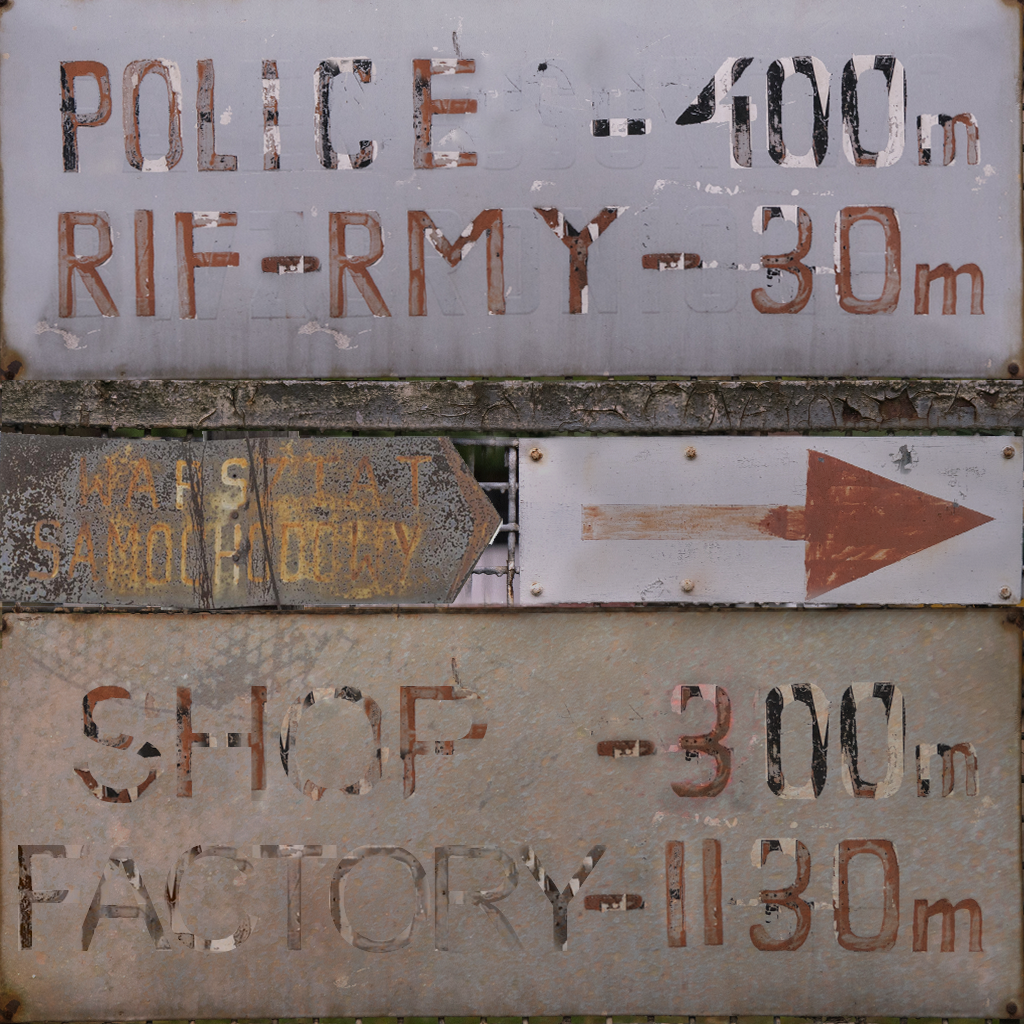 POLICE - 400m
RIF-RMY - 30m
WARSZTAT
SAMOCHODOWY
SHOP - 300m
FACTORY - 1130m